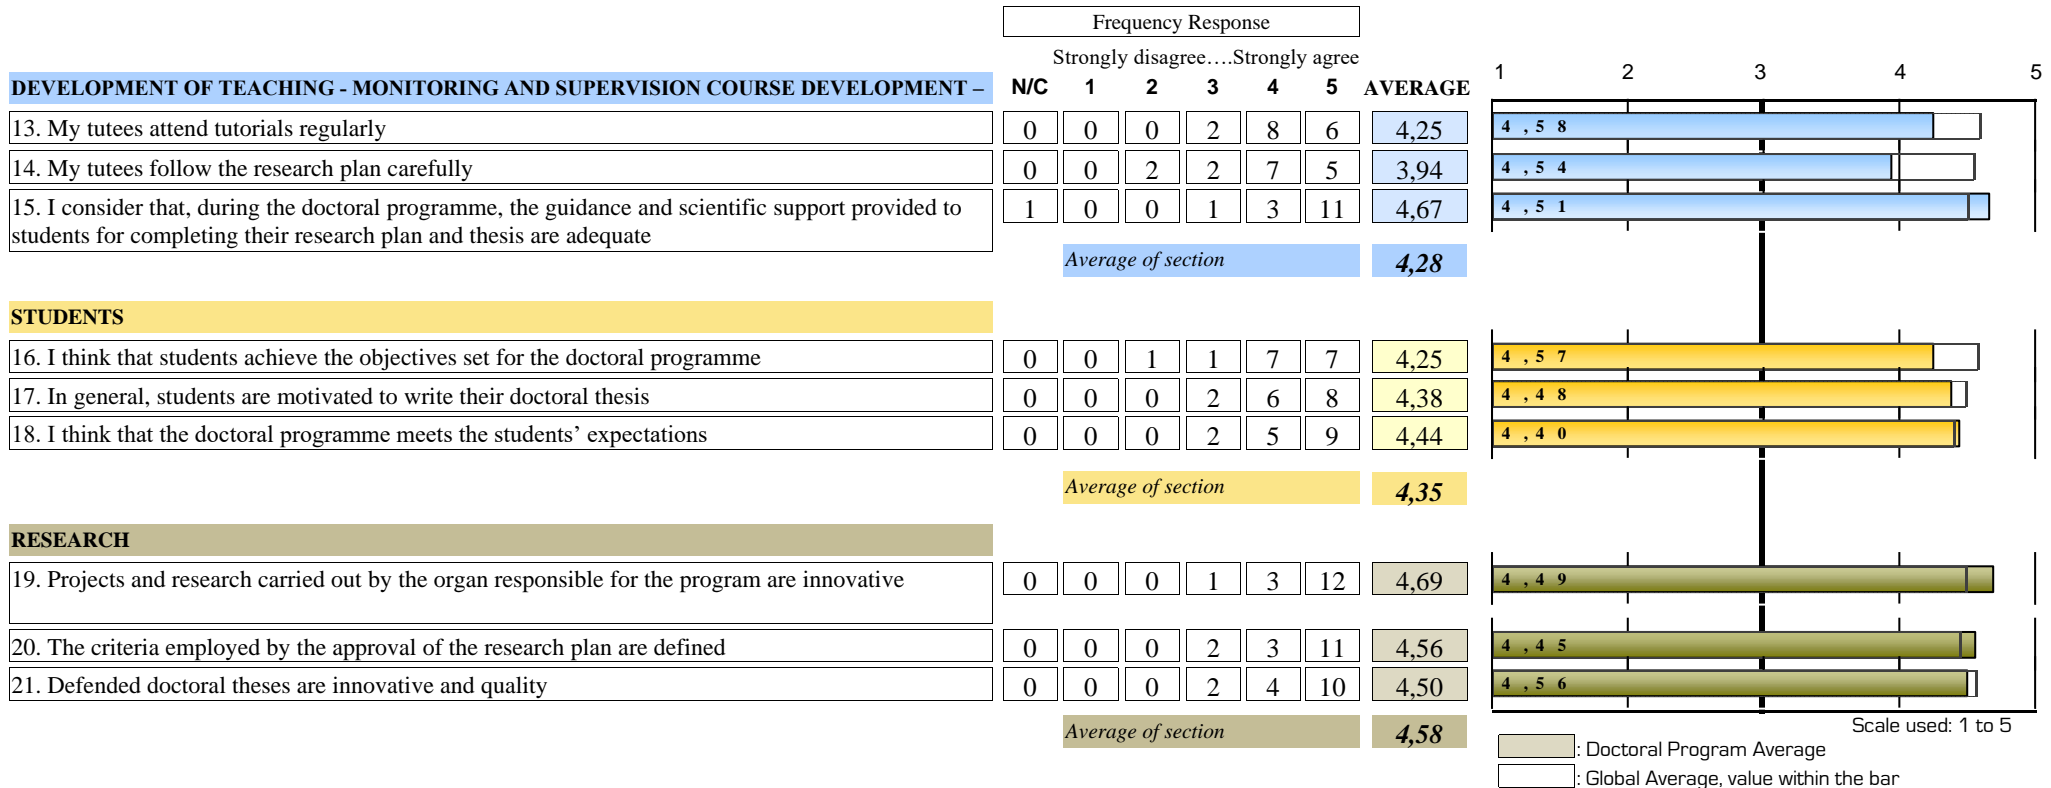 Frequency Response
Strongly disagree….Strongly agree
DEVELOPMENT OF TEACHING - MONITORING AND SUPERVISION COURSE DEVELOPMENT – N/C 1 2 3 4 5 AVERAGE 1 2 3 4 5
13. My tutees attend tutorials regularly 0 0 0 2 8 6 4,25 4,58
14. My tutees follow the research plan carefully 0 0 2 2 7 5 3,94 4,54
15. I consider that, during the doctoral programme, the guidance and scientific support provided to 1 0 0 1 3 11 4,67 4,51
students for completing their research plan and thesis are adequate
Average of section 4,28
STUDENTS
16. I think that students achieve the objectives set for the doctoral programme 0 0 1 1 7 7 4,25 4,57
17. In general, students are motivated to write their doctoral thesis 0 0 0 2 6 8 4,38 4,48
18. I think that the doctoral programme meets the students’ expectations 0 0 0 2 5 9 4,44 4,40
Average of section 4,35
RESEARCH
19. Projects and research carried out by the organ responsible for the program are innovative 0 0 0 1 3 12 4,69 4,49
20. The criteria employed by the approval of the research plan are defined 0 0 0 2 3 11 4,56 4,45
21. Defended doctoral theses are innovative and quality 0 0 0 2 4 10 4,50 4,56
Average of section 4,58
Scale used: 1 to 5
: Doctoral Program Average
: Global Average, value within the bar